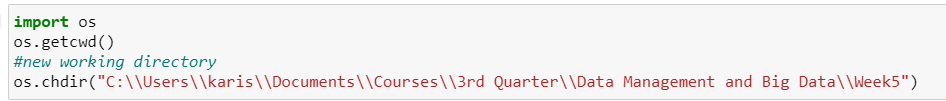 import os
os.getcwd()
#new working directory
os.chdir("C:\\Users\\karis\\Documents\\Courses\\3rd Quarter\\Data Management and Big Data\\Week5")